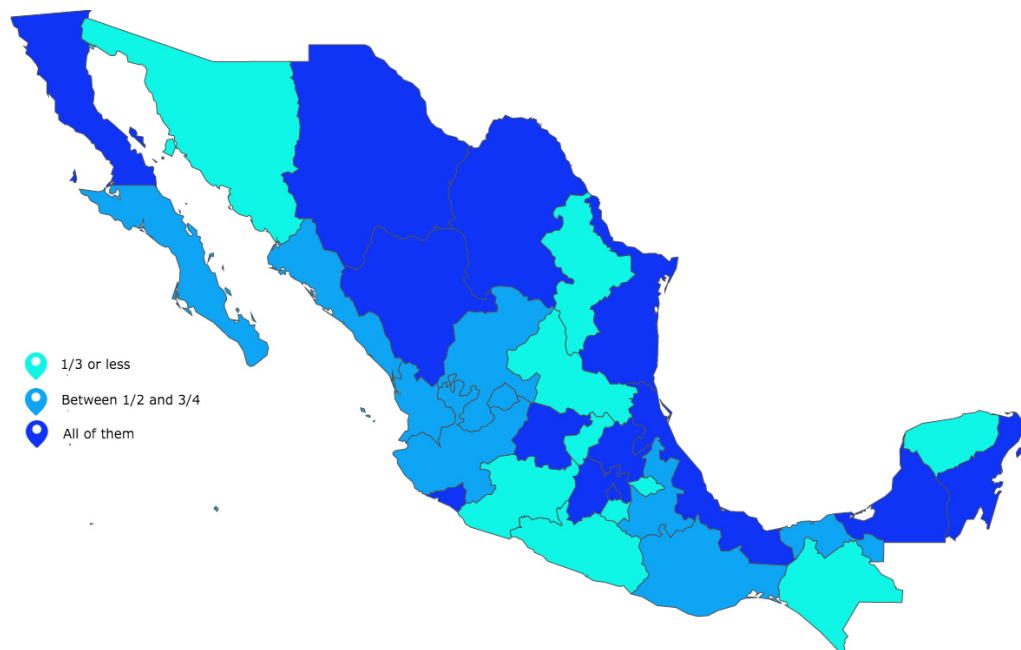 1/3 or less
Between 1/2 and 3/4
All of them